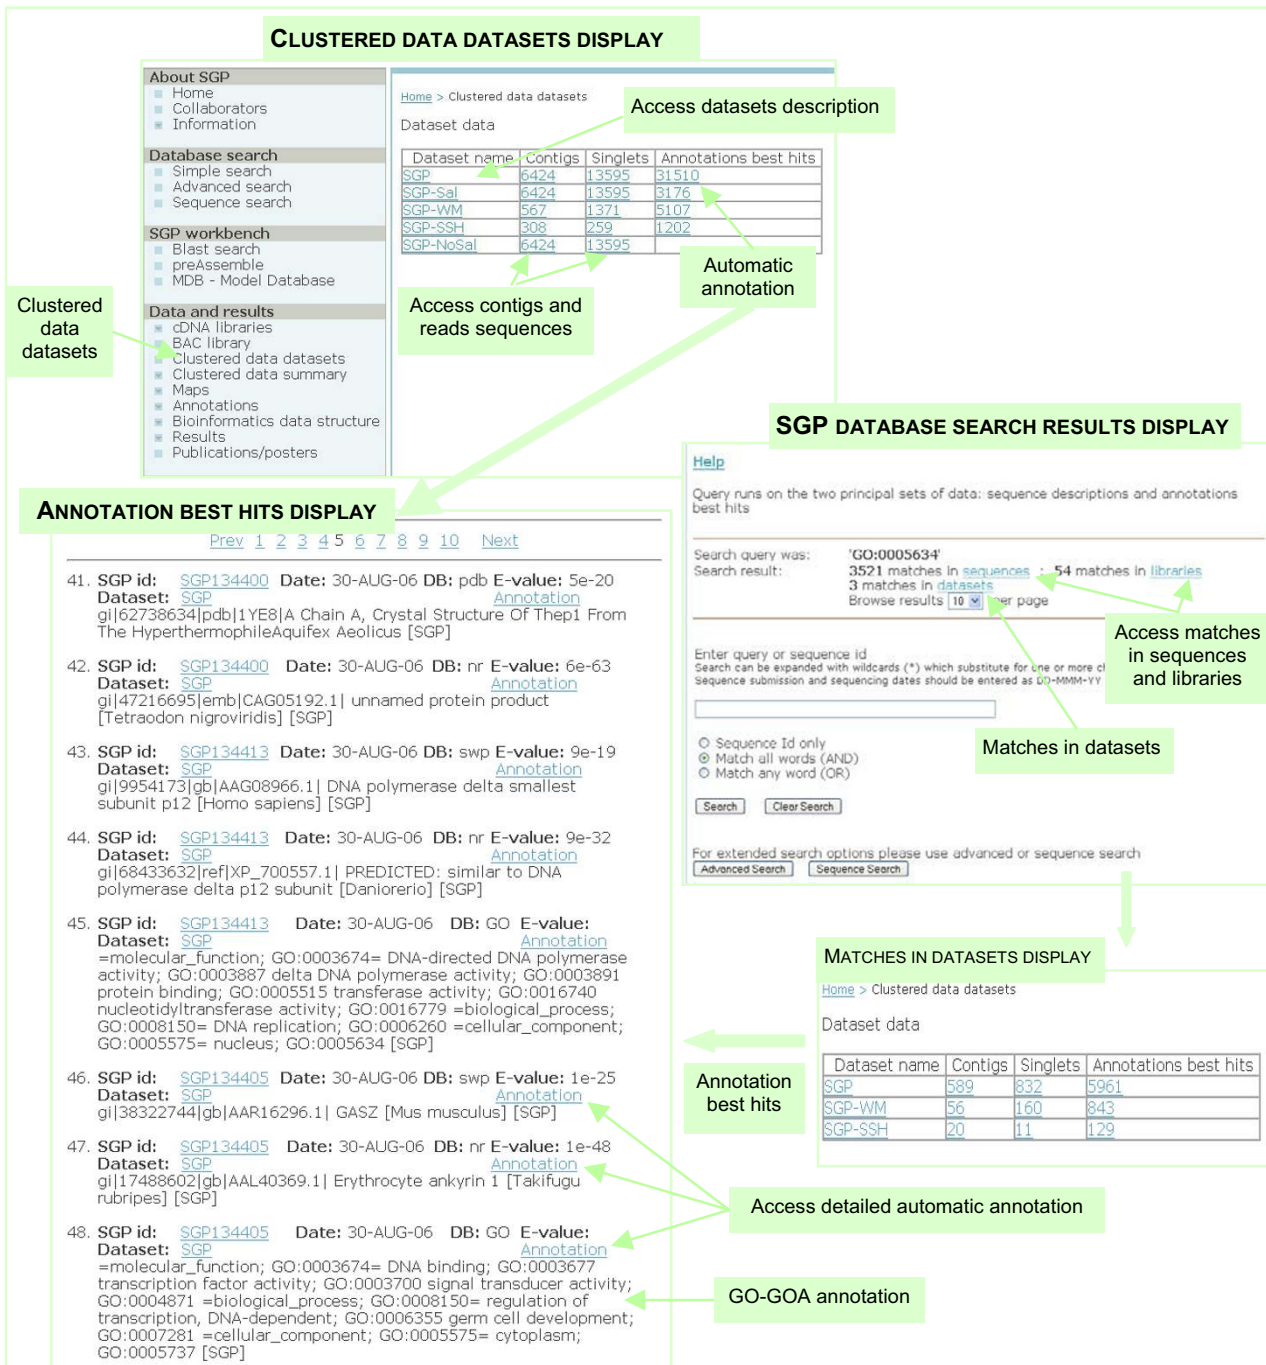 CLUSTERED DATA DATASETS DISPLAY
About SGP
Home
Collaborators
Information
Database search
Simple search
Advanced search
Sequence search
SGP workbench
Blast search
preAssemble
MDB - Model Database
Data and results
cDNA libraries
BAC library
Clustered data datasets
Clustered data summary
Maps
Annotations
Bioinformatics data structure
Results
Publications/posters
Clustered
data
datasets
Home > Clustered data datasets
Access datasets description
Dataset data
Dataset name Contigs Singlets Annotations best hits
SGP 6424 13595 31510
SGP-Sal 6424 13595 3176
SGP-WM 567 1371 5107
SGP-SSH 308 259 1202
SGP-NoSal 6424 13595
Automatic
annotation
Access contigs and
reads sequences
SGP DATABASE SEARCH RESULTS DISPLAY
Help
Query runs on the two principal sets of data: sequence descriptions and annotations
best hits
Search query was: 'GO:0005634'
Search result: 3521 matches in sequences : 54 matches in libraries
3 matches in datasets
Browse results 10 per page
Access matches
in sequences
and libraries
Enter query or sequence id
Search can be expanded with wildcards (*) which substitute for one or more ch
Sequence submission and sequencing dates should be entered as DD-MMM-YY
Sequence Id only
Match all words (AND)
Match any word (OR)
Matches in datasets
Search Clear Search
For extended search options please use advanced or sequence search
Advanced Search Sequence Search
ANNOTATION BEST HITS DISPLAY
Prev 1 2 3 4 5 6 7 8 9 10 Next
41. SGP id: SGP134400 Date: 30-AUG-06 DB: pdb E-value: 5e-20
Dataset: SGP Annotation
gi|62738634|pdb|1YE8|A Chain A, Crystal Structure Of Thep1 From
The HyperthermophileAquifex Aeolicus [SGP]
42. SGP id: SGP134400 Date: 30-AUG-06 DB: nr E-value: 6e-63
Dataset: SGP Annotation
gi|47216695|emb|CAG05192.1| unnamed protein product
[Tetraodon nigroviridis] [SGP]
43. SGP id: SGP134413 Date: 30-AUG-06 DB: swp E-value: 9e-19
Dataset: SGP Annotation
gi|9954173|gb|AAG08966.1| DNA polymerase delta smallest
subunit p12 [Homo sapiens] [SGP]
44. SGP id: SGP134413 Date: 30-AUG-06 DB: nr E-value: 9e-32
Dataset: SGP Annotation
gi|68433632|ref|XP_700557.1| PREDICTED: similar to DNA
polymerase delta p12 subunit [Daniorerio] [SGP]
45. SGP id: SGP134413 Date: 30-AUG-06 DB: GO E-value:
Dataset: SGP Annotation
=molecular_function; GO:0003674= DNA-directed DNA polymerase
activity; GO:0003887 delta DNA polymerase activity; GO:0003891
protein binding; GO:0005515 transferase activity; GO:0016740
nucleotidyltransferase activity; GO:0016779 =biological_process;
GO:0008150= DNA replication; GO:0006260 =cellular_component;
GO:0005575= nucleus; GO:0005634 [SGP]
46. SGP id: SGP134405 Date: 30-AUG-06 DB: swp E-value: 1e-25
Dataset: SGP Annotation
gi|38322744|gb|AAR16296.1| GASZ [Mus musculus] [SGP]
47. SGP id: SGP134405 Date: 30-AUG-06 DB: nr E-value: 1e-48
Dataset: SGP Annotation
gi|17488602|gb|AAL40369.1| Erythrocyte ankyrin 1 [Takifugu
rubripes] [SGP]
48. SGP id: SGP134405 Date: 30-AUG-06 DB: GO E-value:
Dataset: SGP Annotation
=molecular_function; GO:0003674= DNA binding; GO:0003677
transcription factor activity; GO:0003700 signal transducer activity;
GO:0004871 =biological_process; GO:0008150= regulation of
transcription, DNA-dependent; GO:0006355 germ cell development;
GO:0007281 =cellular_component; GO:0005575= cytoplasm;
GO:0005737 [SGP]
MATCHES IN DATASETS DISPLAY
Home > Clustered data datasets
Dataset data
Dataset name Contigs Singlets Annotations best hits
SGP 589 832 5961
SGP-WM 56 160 843
SGP-SSH 20 11 129
Annotation
best hits
Access detailed automatic annotation
GO-GOA annotation